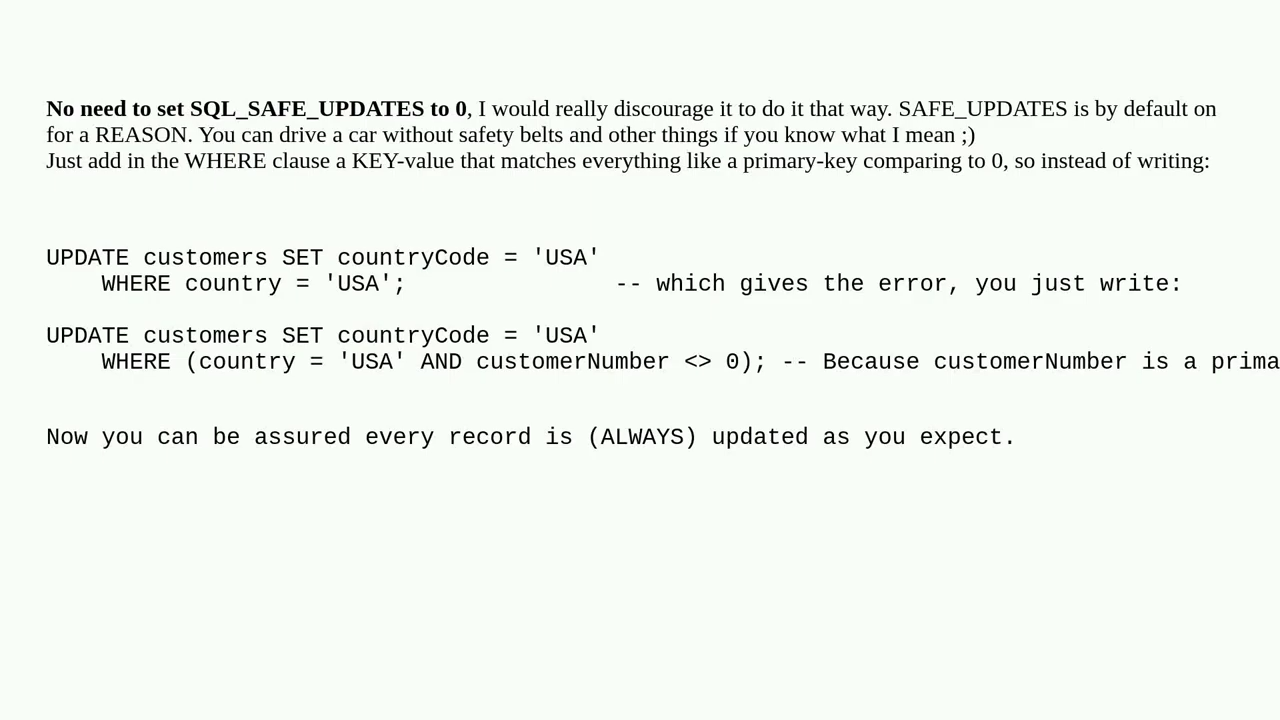 No need to set SQL_SAFE_UPDATES to 0, I would really discourage it to do it that way. SAFE_UPDATES is by default on
for a REASON. You can drive a car without safety belts and other things if you know what I mean ;)
Just add in the WHERE clause a KEY-value that matches everything like a primary-key comparing to 0, so instead of writing:
UPDATE customers SET countryCode = 'USA'
    WHERE country = 'USA';               -- which gives the error, you just write:
UPDATE customers SET countryCode = 'USA'
    WHERE (country = 'USA' AND customerNumber <> 0); -- Because customerNumber is a prima
Now you can be assured every record is (ALWAYS) updated as you expect.